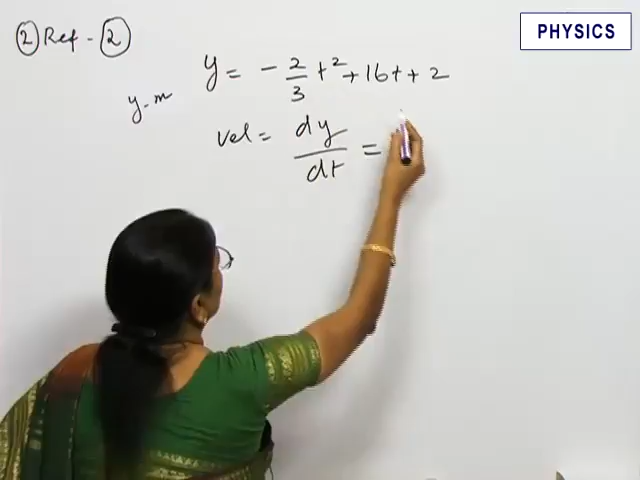 PHYSICS
② Ref - ②
y = - 2/3 t² + 16t + 2
y - m
vel = dy/dt =